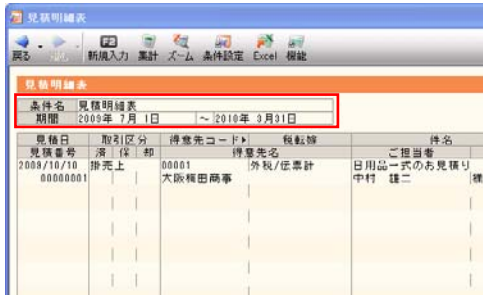 見積明細表
F2
戻る 新規入力 集計 ズーム 条件設定 Excel 機能
見積明細表
条件名 見積明細表
期間 2009年 7月 1日 ～ 2010年 3月31日
見積日 取引区分 得意先コード 税転嫁 件名
見積番号 済 保 却 得意先名 ご担当者
2009/10/10 掛売上 00001 外税/伝票計 日用品一式のお見積り
00000001 大阪梅田商事 中村 雄二 様